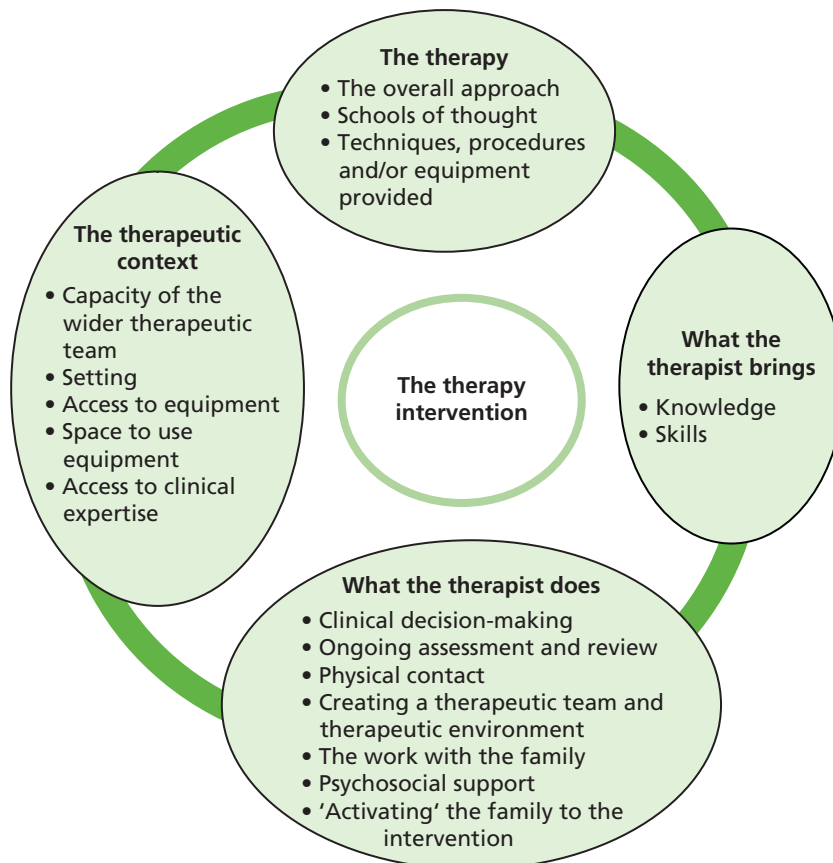 The therapy
• The overall approach
• Schools of thought
• Techniques, procedures
and/or equipment
provided
The therapeutic
context
• Capacity of the
wider therapeutic
team
• Setting
• Access to equipment
• Space to use
equipment
• Access to clinical
expertise
The therapy
intervention
What the
therapist brings
• Knowledge
• Skills
What the therapist does
• Clinical decision-making
• Ongoing assessment and review
• Physical contact
• Creating a therapeutic team and
therapeutic environment
• The work with the family
• Psychosocial support
• ‘Activating‘ the family to the
intervention